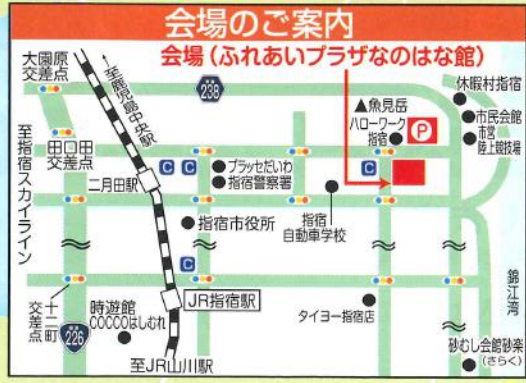 会場のご案内
会場(ふれあいプラザなのはな館)
大園原
交差点
至鹿児島中央駅
238
休暇村指宿
▲魚見岳
ハローワーク
指宿
P
市民会館
市営
陸上競技場
至指宿スカイライン
田口田
交差点
二月田駅
C
C
プラッセだいわ
指宿警察署
C
指宿市役所
指宿
自動車学校
C
錦江湾
十二町
交差点
国道
226
時遊館
COCCOはしむれ
JR指宿駅
タイヨー指宿店
至JR山川駅
砂むし会館砂楽
(さらく)